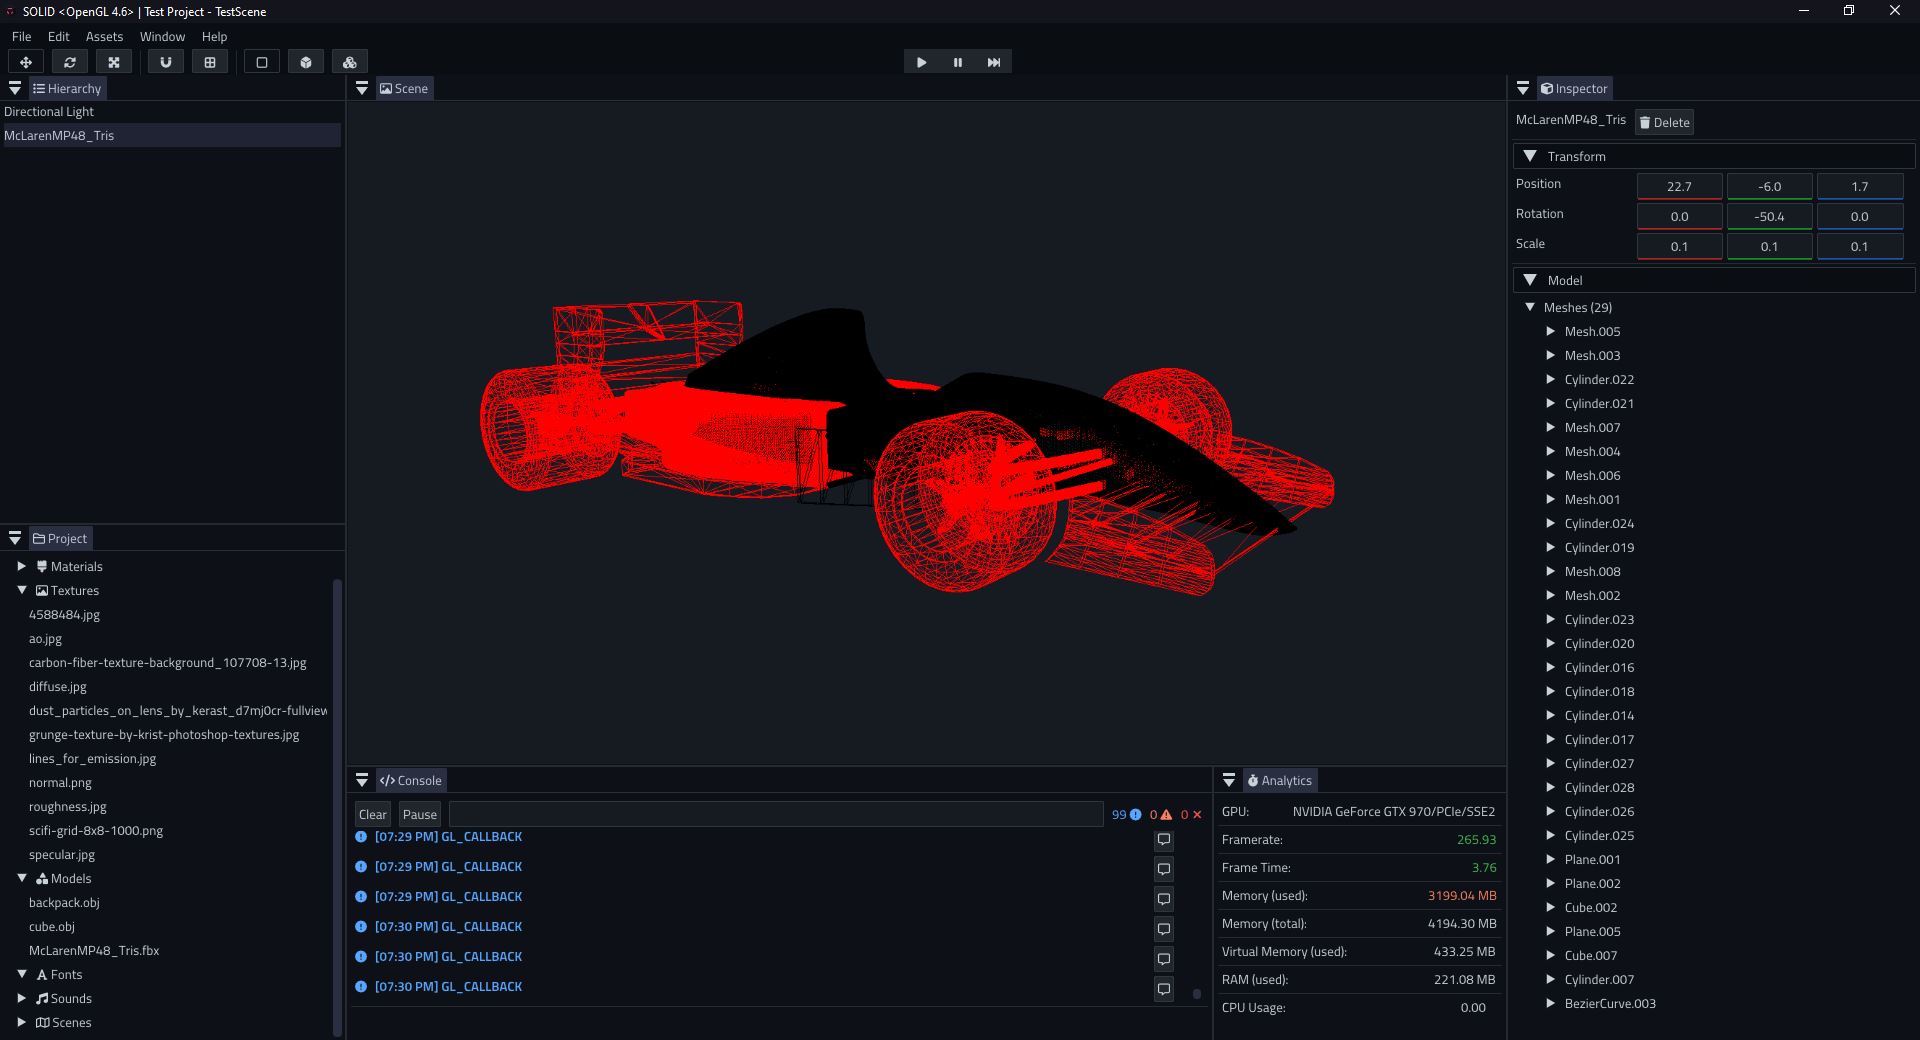 SOLID <OpenGL 4.6> | Test Project - TestScene
File Edit Assets Window Help
Hierarchy
Directional Light
McLarenMP48_Tris
Project
Materials
Textures
4588484.jpg
ao.jpg
carbon-fiber-texture-background_107708-13.jpg
diffuse.jpg
dust_particles_on_lens_by_kerast_d7mj0cr-fullview
grunge-texture-by-krist-photoshop-textures.jpg
lines_for_emission.jpg
normal.png
roughness.jpg
scifi-grid-8x8-1000.png
specular.jpg
Models
backpack.obj
cube.obj
McLarenMP48_Tris.fbx
Fonts
Sounds
Scenes
Scene
Console
Clear Pause 99 0 0
[07:29 PM] GL_CALLBACK
[07:29 PM] GL_CALLBACK
[07:29 PM] GL_CALLBACK
[07:30 PM] GL_CALLBACK
[07:30 PM] GL_CALLBACK
[07:30 PM] GL_CALLBACK
Analytics
GPU: NVIDIA GeForce GTX 970/PCIe/SSE2
Framerate: 265.93
Frame Time: 3.76
Memory (used): 3199.04 MB
Memory (total): 4194.30 MB
Virtual Memory (used): 433.25 MB
RAM (used): 221.08 MB
CPU Usage: 0.00
Inspector
McLarenMP48_Tris Delete
Transform
Position 22.7 -6.0 1.7
Rotation 0.0 -50.4 0.0
Scale 0.1 0.1 0.1
Model
Meshes (29)
Mesh.005
Mesh.003
Cylinder.022
Cylinder.021
Mesh.007
Mesh.004
Mesh.006
Mesh.001
Cylinder.024
Cylinder.019
Mesh.008
Mesh.002
Cylinder.023
Cylinder.020
Cylinder.016
Cylinder.018
Cylinder.014
Cylinder.017
Cylinder.027
Cylinder.028
Cylinder.026
Cylinder.025
Plane.001
Plane.002
Cube.002
Plane.005
Cube.007
Cylinder.007
BezierCurve.003